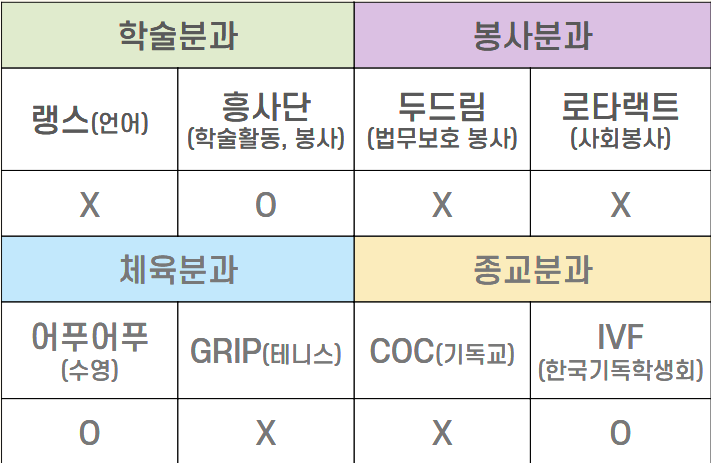 학술분과 봉사분과
랭스(언어) 흥사단 두드림 로타랙트
(학술활동, 봉사) (법무보호 봉사) (사회봉사)
X O X X
체육분과 종교분과
어푸어푸 GRIP(테니스) COC(기독교) IVF
(수영) (한국기독학생회)
O X X O